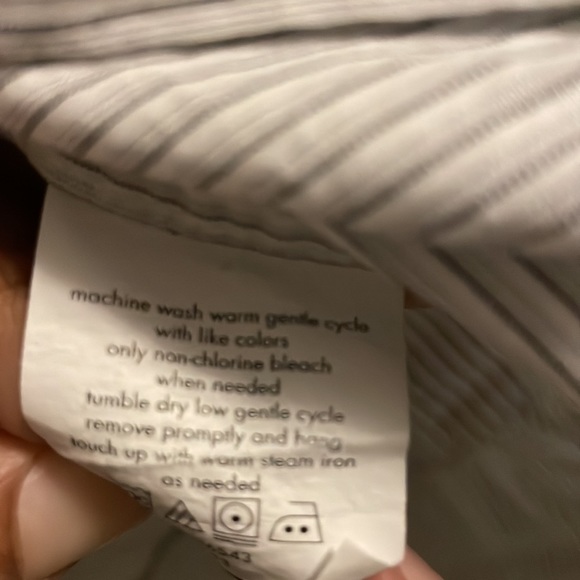 machine wash warm gentle cycle
with like colors
only non-chlorine bleach
when needed
tumble dry low gentle cycle
remove promptly and hang
touch up with warm steam iron
as needed